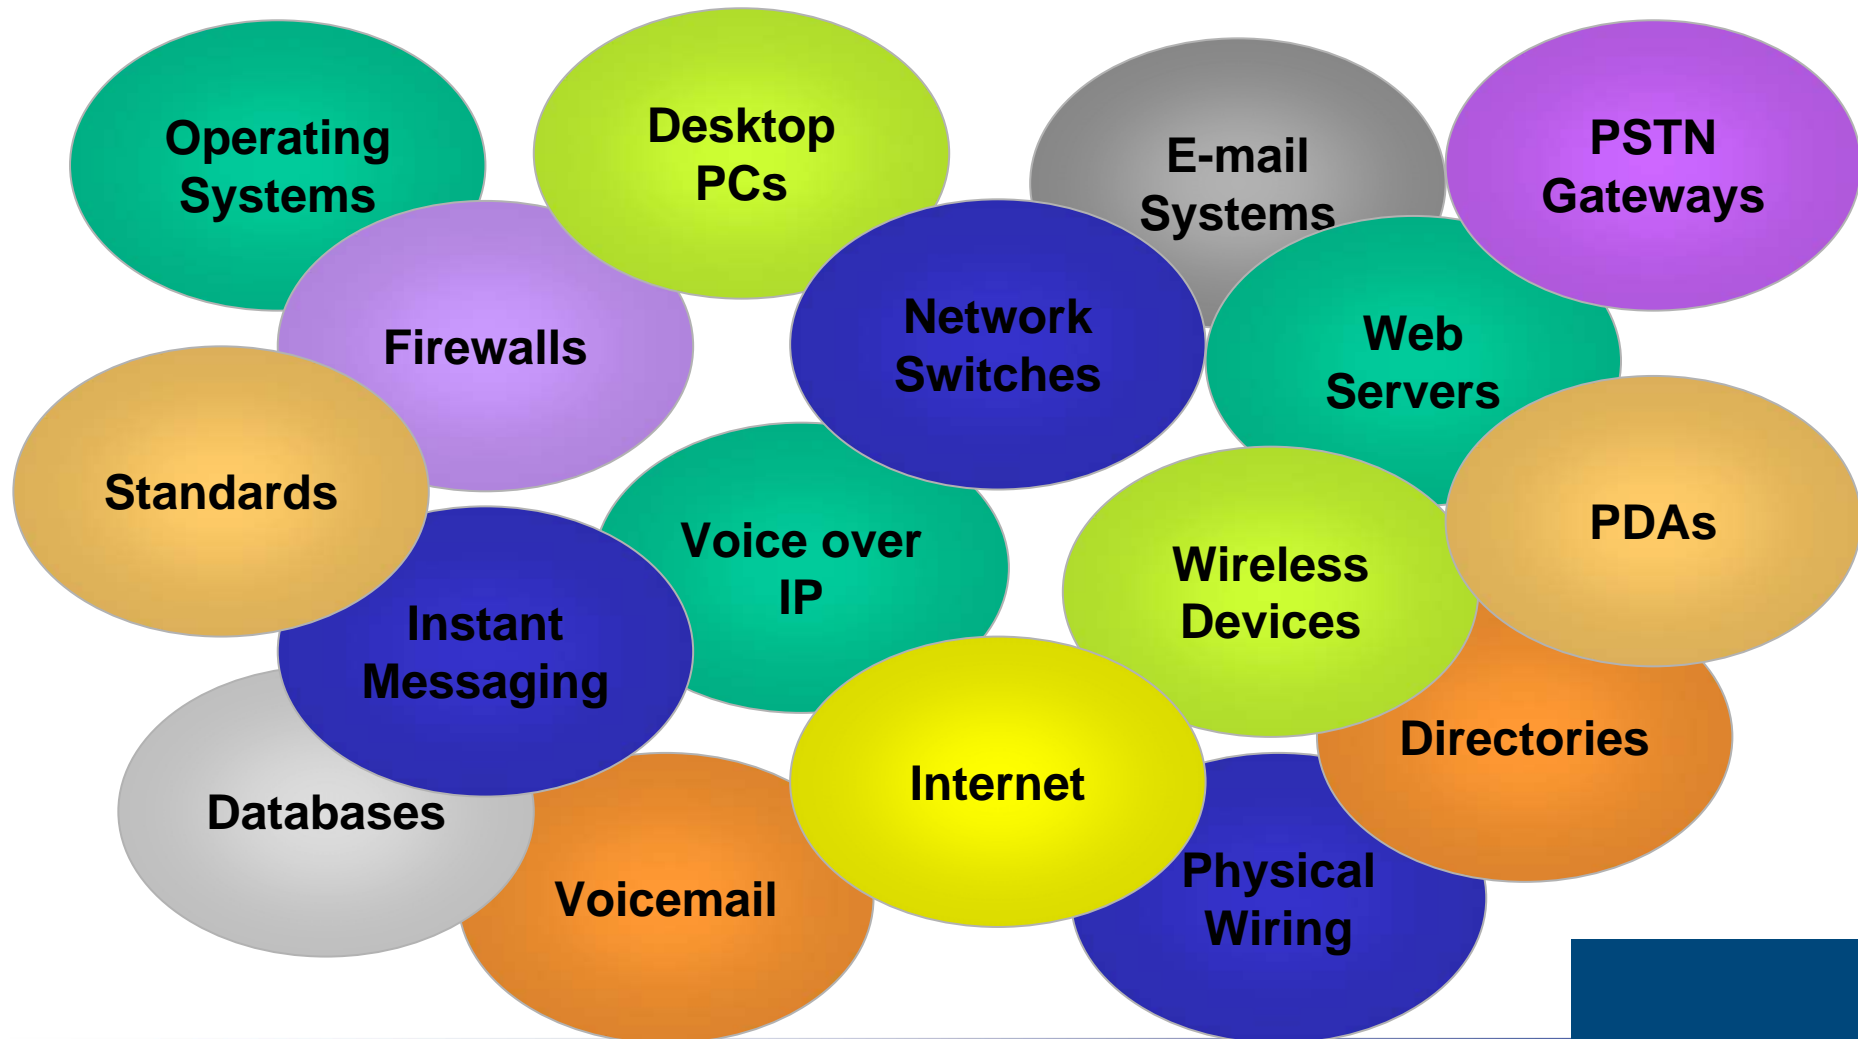 Operating
Systems
Desktop
PCs
E-mail
Systems
PSTN
Gateways
Firewalls
Network
Switches
Web
Servers
Standards
Voice over
IP
Wireless
Devices
PDAs
Instant
Messaging
Databases
Voicemail
Internet
Directories
Physical
Wiring